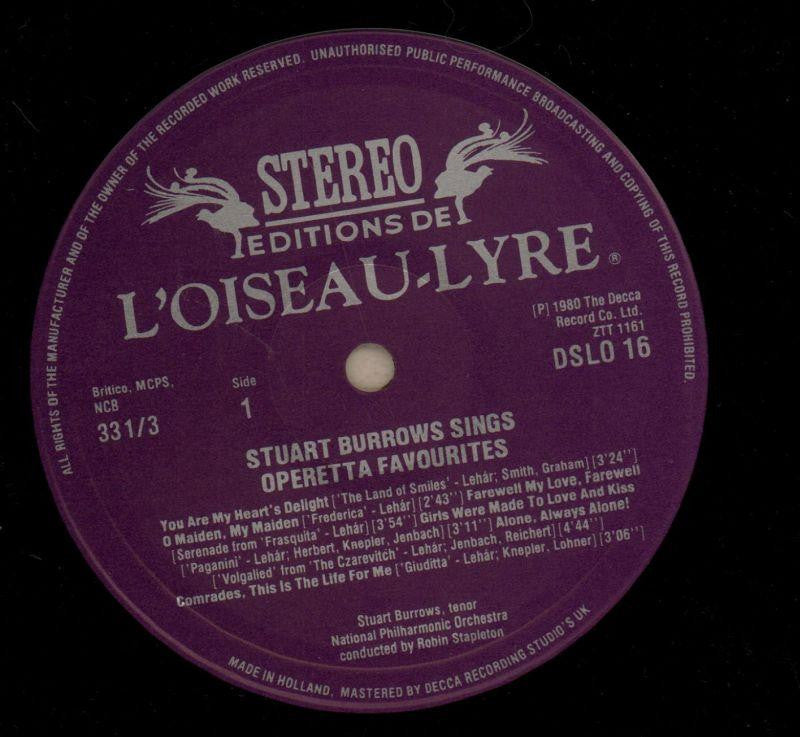 ALL RIGHTS OF THE MANUFACTURER AND OF THE OWNER OF THE RECORDED WORK RESERVED. UNAUTHORISED PUBLIC PERFORMANCE BROADCASTING AND COPYING OF THIS RECORD PROHIBITED.
STEREO
EDITIONS DE
L'OISEAU-LYRE ®
[P] 1980 The Decca
Record Co. Ltd.
ZTT 1161
DSLO 16
Britico, MCPS,
NCB
331/3
Side
1
STUART BURROWS SINGS
OPERETTA FAVOURITES
You Are My Heart's Delight ['The Land of Smiles' - Lehár; Smith, Graham] [3'24'']
O Maiden, My Maiden ['Frederica' - Lehár] [2'43''] Farewell My Love, Farewell
[Serenade from 'Frasquita' - Lehár] [3'54''] Girls Were Made To Love And Kiss
['Paganini' - Lehár; Herbert, Knepler, Jenbach] [3'11''] Alone, Always Alone!
['Volgalied' from 'The Czarevitch' - Lehár; Jenbach, Reichert] [4'44'']
Comrades, This Is The Life For Me ['Giuditta' - Lehár; Knepler, Lohner] [3'06'']
Stuart Burrows, tenor
National Philharmonic Orchestra
conducted by Robin Stapleton
MADE IN HOLLAND, MASTERED BY DECCA RECORDING STUDIO'S UK